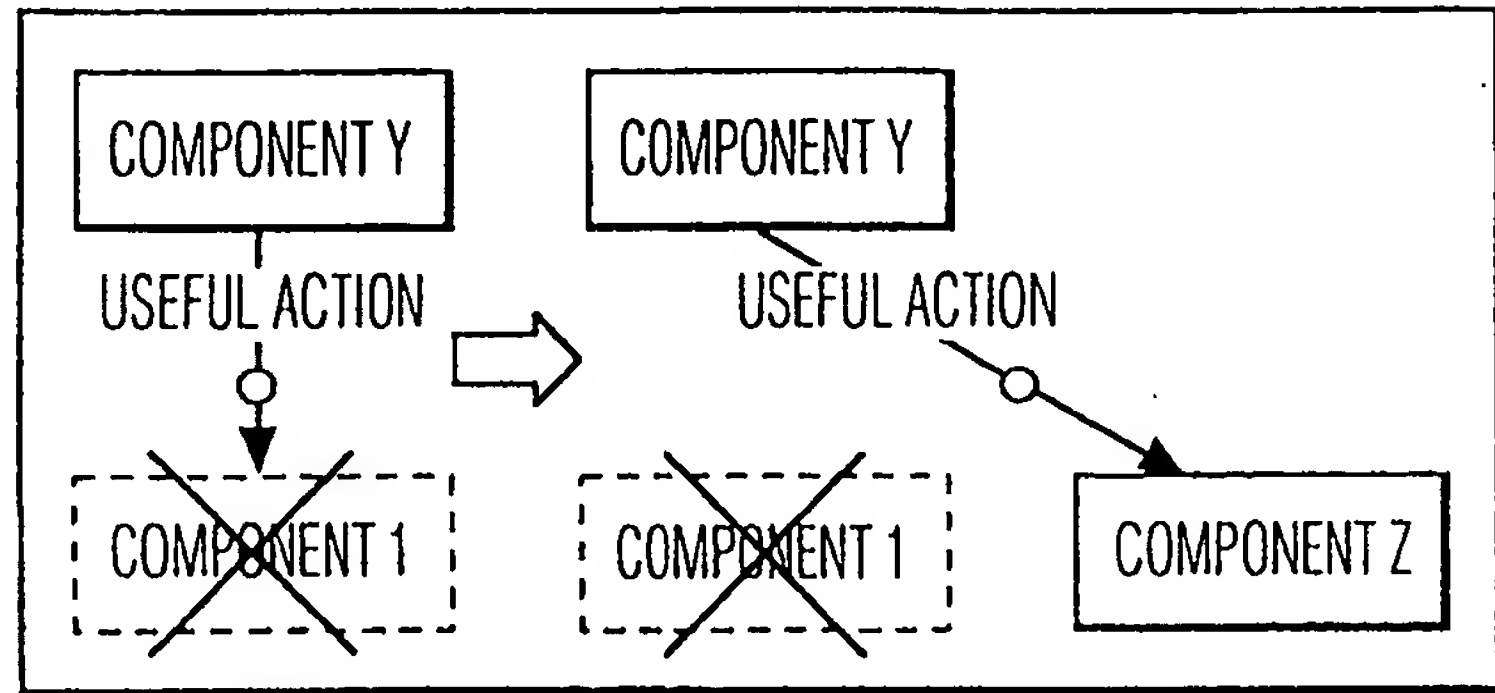 COMPONENT Y
USEFUL ACTION
COMPONENT 1
COMPONENT Y
USEFUL ACTION
COMPONENT 1
COMPONENT Z